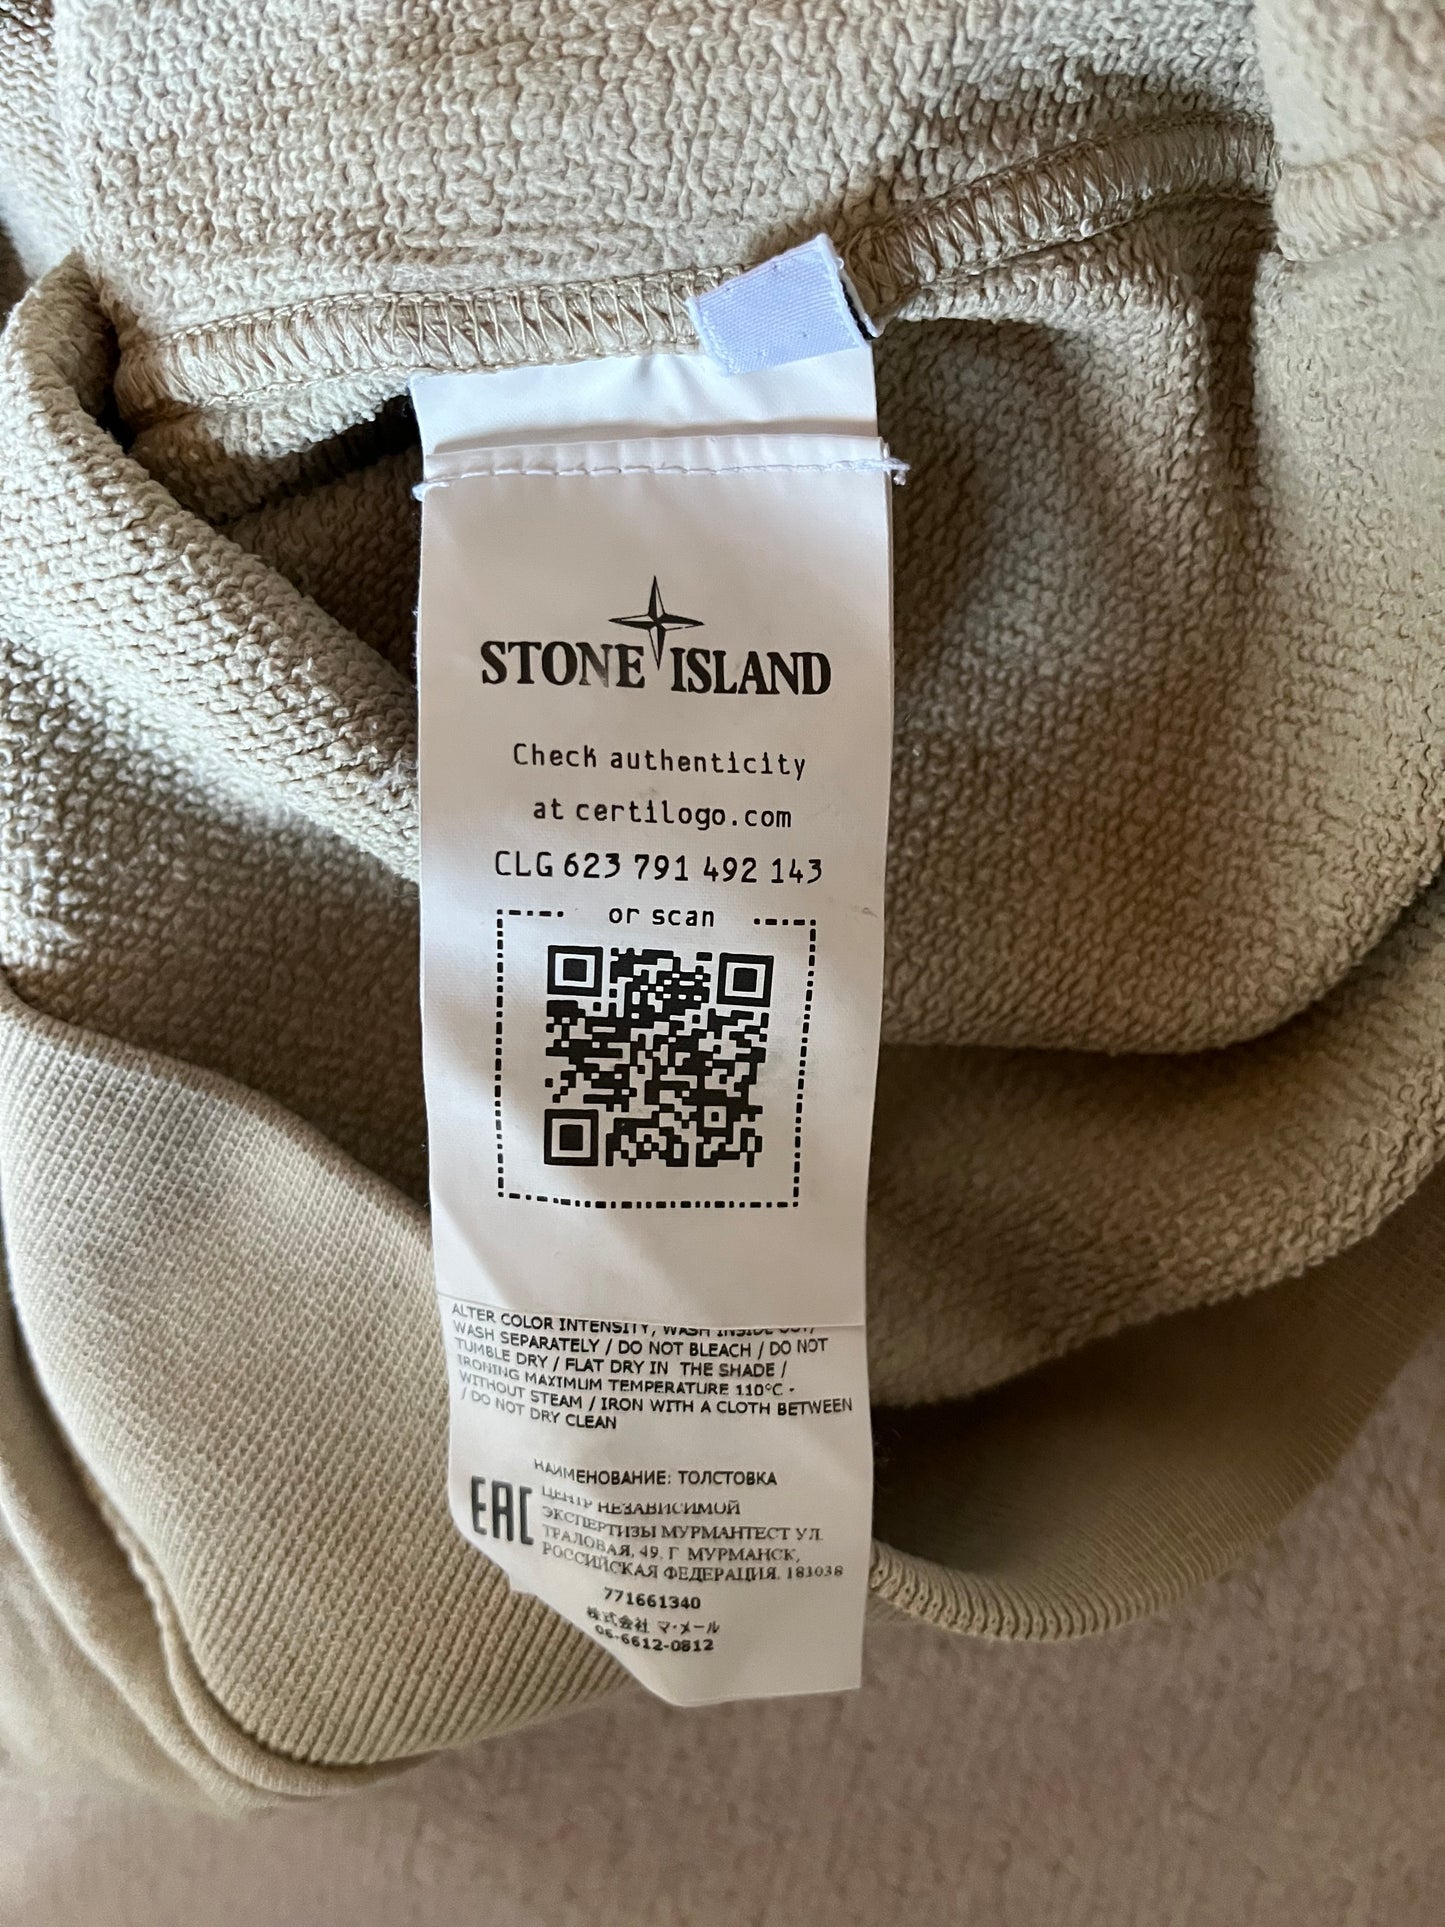 STONE ISLAND
Check authenticity
at certilogo.com
CLG 623 791 492 143
or scan
ALTER COLOR INTENSITY, WASH INSIDE OUT/
WASH SEPARATELY / DO NOT BLEACH / DO NOT
TUMBLE DRY / FLAT DRY IN THE SHADE /
IRONING MAXIMUM TEMPERATURE 110°C -
WITHOUT STEAM / IRON WITH A CLOTH BETWEEN
/ DO NOT DRY CLEAN
НАИМЕНОВАНИЕ: ТОЛСТОВКА
EAC
ЦЕНТР НЕЗАВИСИМОЙ
ЭКСПЕРТИЗЫ МУРМАНТЕСТ УЛ.
ТРАЛОВАЯ, 49, Г МУРМАНСК,
РОССИЙСКАЯ ФЕДЕРАЦИЯ, 183038
771661340
株式会社 マ・メール
06-6612-0812